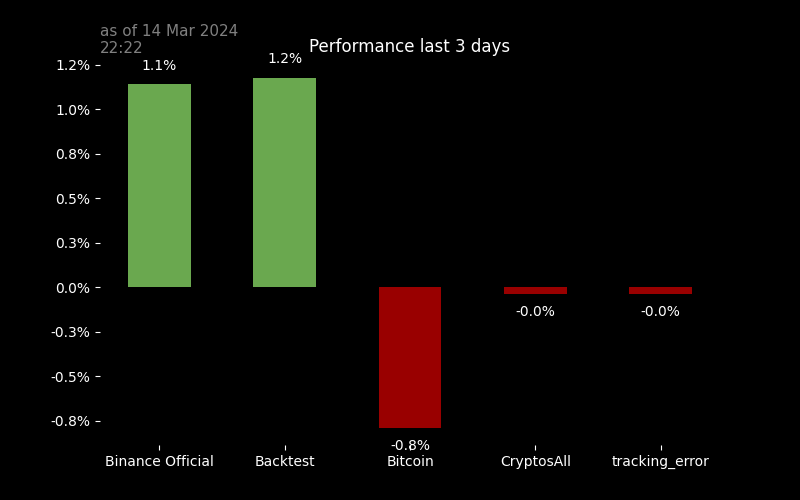 as of 14 Mar 2024
22:22
Performance last 3 days
1.2%
1.0%
0.8%
0.5%
0.3%
0.0%
-0.3%
-0.5%
-0.8%
1.1%
1.2%
-0.8%
-0.0%
-0.0%
Binance Official
Backtest
Bitcoin
CryptosAll
tracking_error